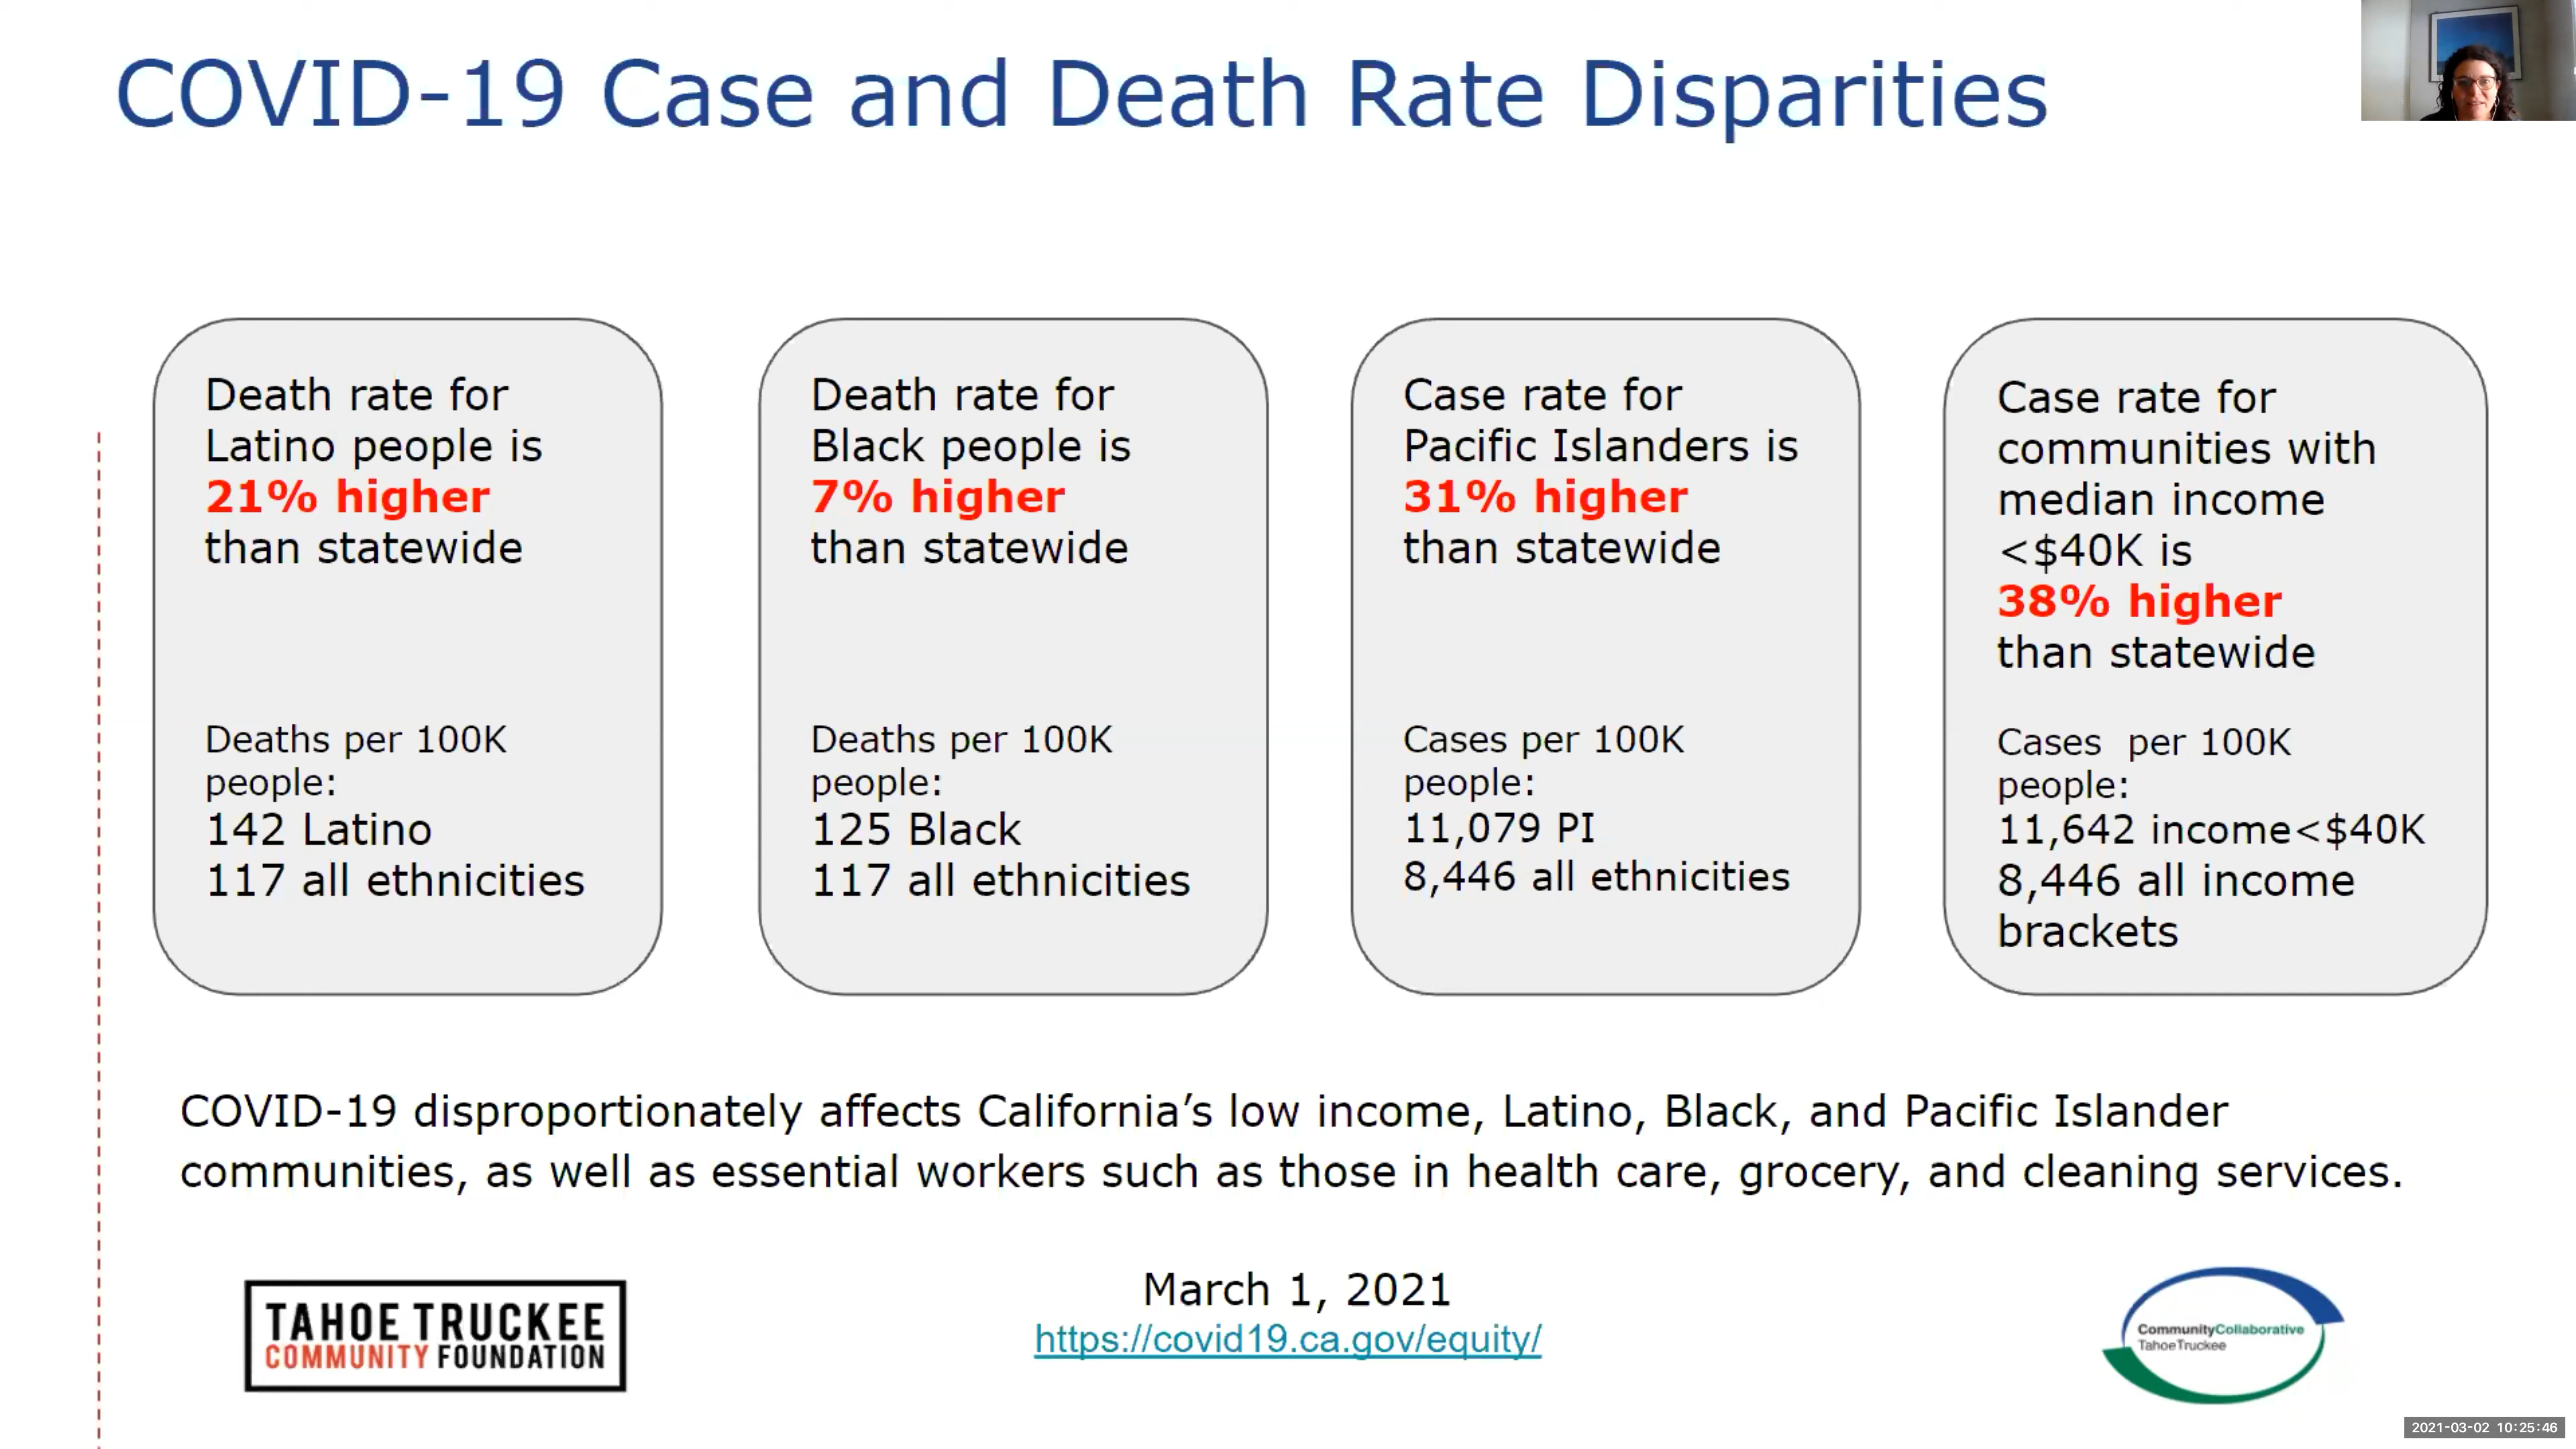 COVID-19 Case and Death Rate Disparities
Death rate for
Latino people is
21% higher
than statewide
Deaths per 100K
people:
142 Latino
117 all ethnicities
Death rate for
Black people is
7% higher
than statewide
Deaths per 100K
people:
125 Black
117 all ethnicities
Case rate for
Pacific Islanders is
31% higher
than statewide
Cases per 100K
people:
11,079 PI
8,446 all ethnicities
Case rate for
communities with
median income
<$40K is
38% higher
than statewide
Cases  per 100K
people:
11,642 income<$40K
8,446 all income
brackets
COVID-19 disproportionately affects California’s low income, Latino, Black, and Pacific Islander
communities, as well as essential workers such as those in health care, grocery, and cleaning services.
TAHOE TRUCKEE
COMMUNITY FOUNDATION
March 1, 2021
https://covid19.ca.gov/equity/
CommunityCollaborative
TahoeTruckee
2021-03-02 10:25:46